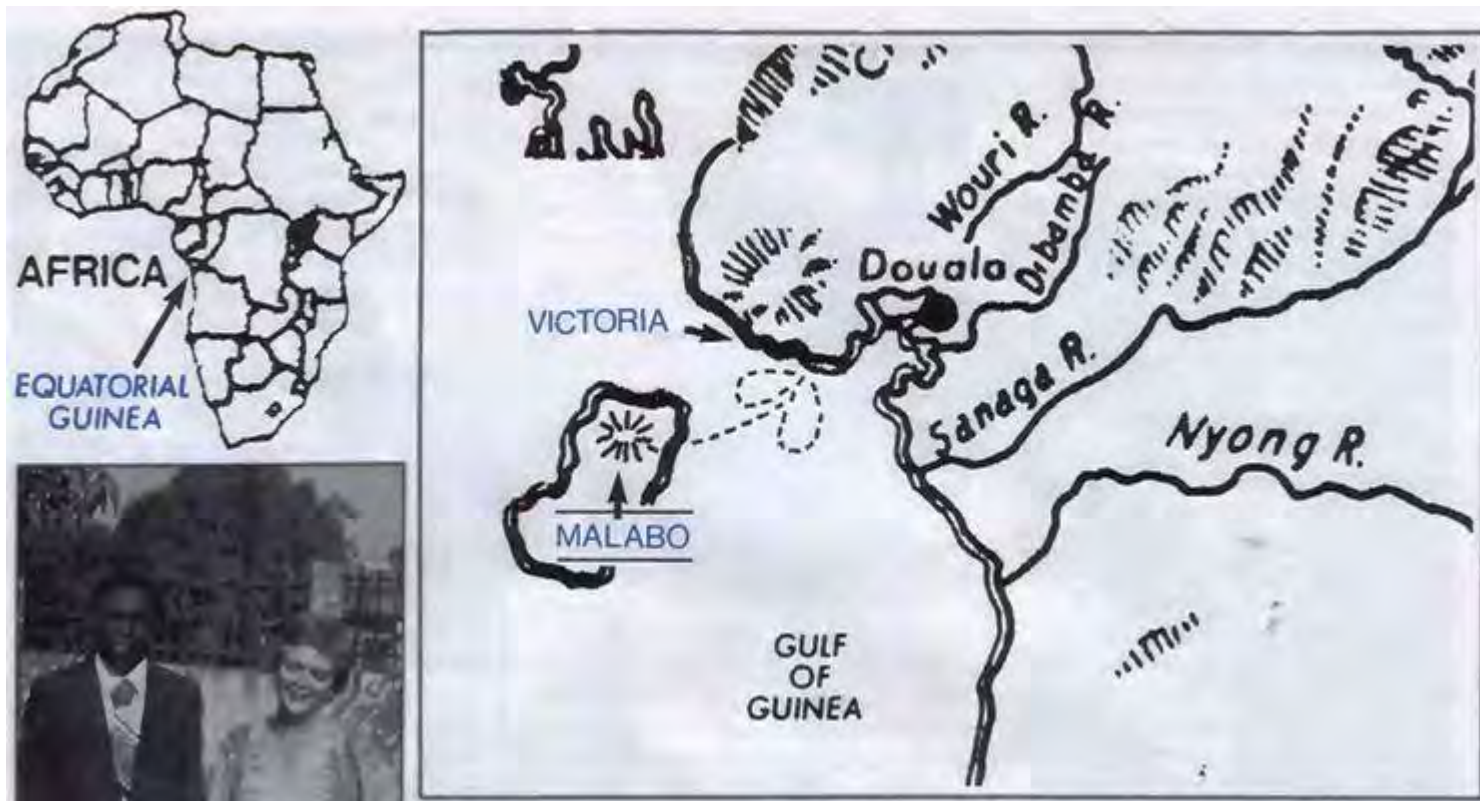 AFRICA
EQUATORIAL
GUINEA
VICTORIA
MALABO
Douala
Wouri R.
Dibamba R.
Sanaga R.
Nyong R.
GULF
OF
GUINEA